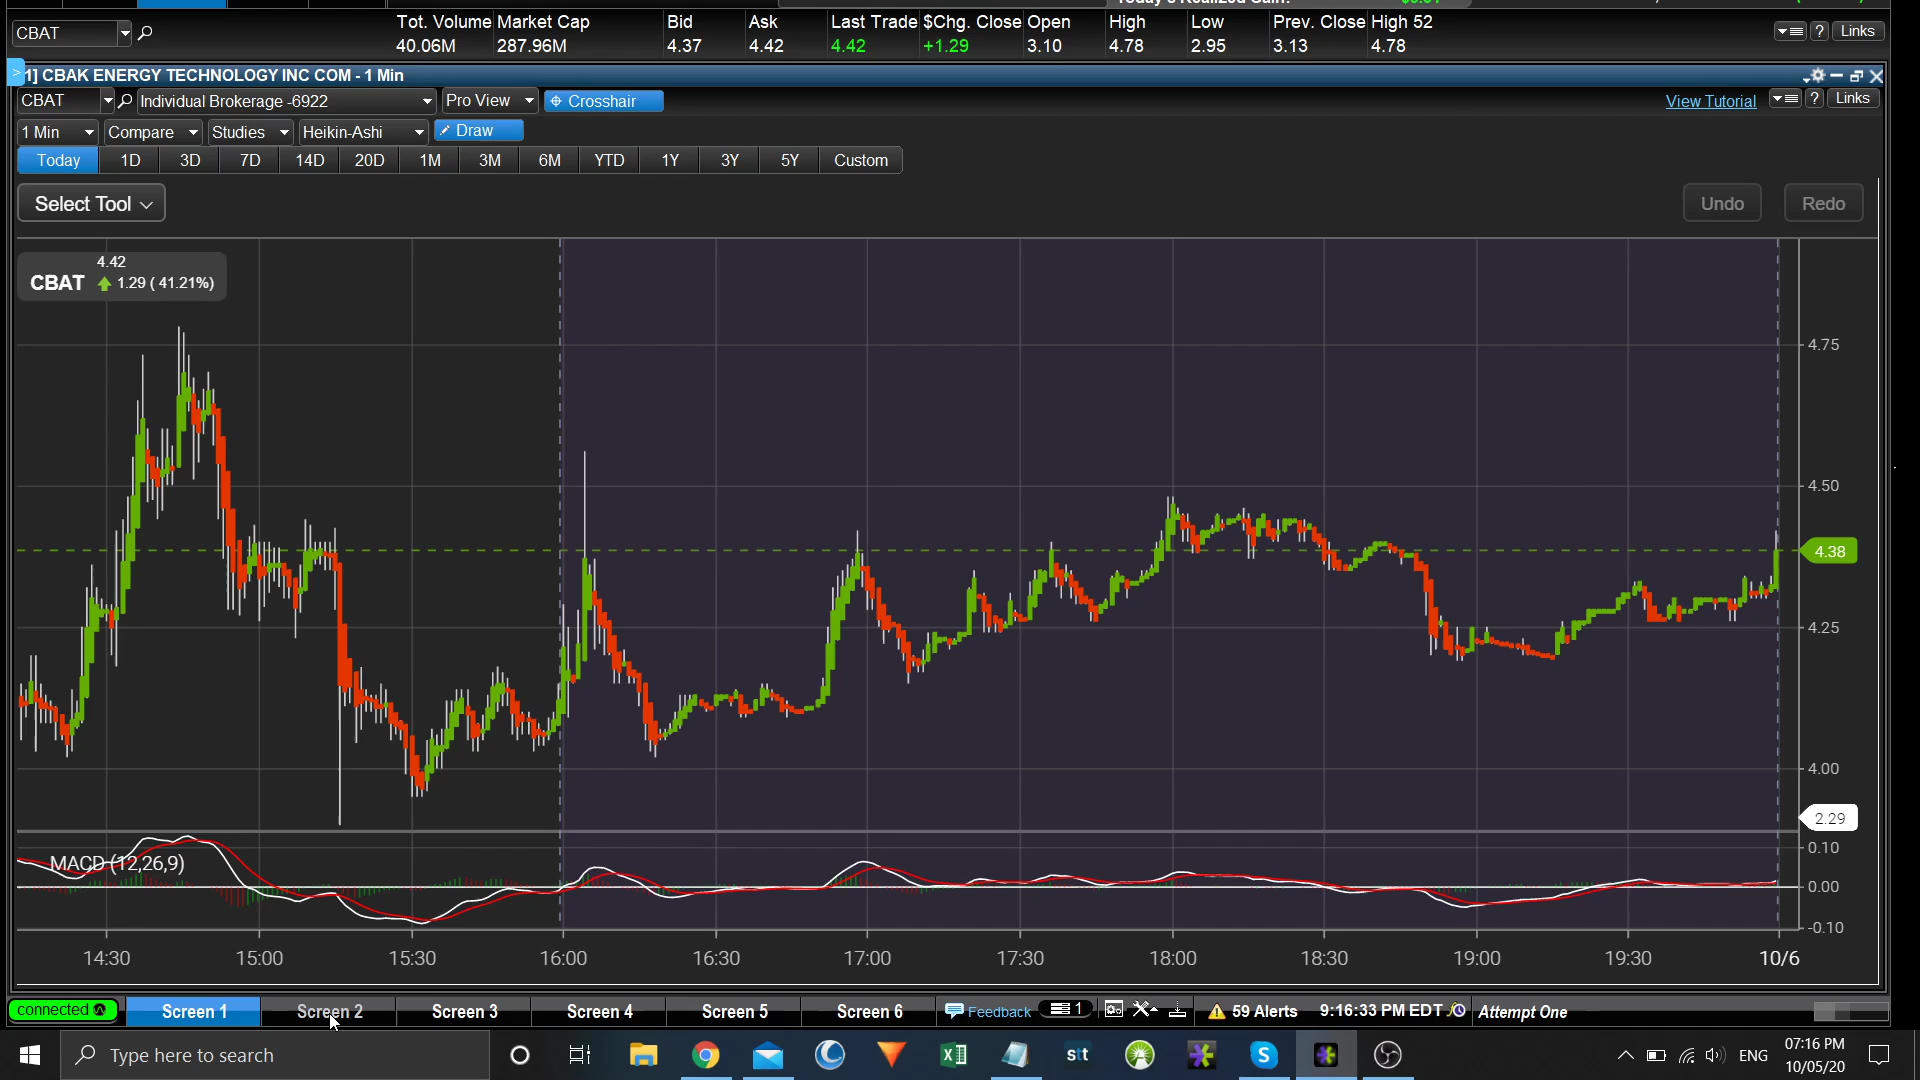 CBAT
Tot. Volume Market Cap Bid Ask Last Trade $Chg. Close Open High Low Prev. Close High 52
40.06M 287.96M 4.37 4.42 4.42 +1.29 3.10 4.78 2.95 3.13 4.78
? Links
1] CBAK ENERGY TECHNOLOGY INC COM - 1 Min
CBAT Individual Brokerage -6922 Pro View Crosshair View Tutorial ? Links
1 Min Compare Studies Heikin-Ashi Draw
Today 1D 3D 7D 14D 20D 1M 3M 6M YTD 1Y 3Y 5Y Custom
Select Tool Undo Redo
4.42
CBAT 1.29 ( 41.21%)
4.75
4.50
4.38
4.25
4.00
2.29
0.10
MACD (12,26,9)
0.00
-0.10
14:30 15:00 15:30 16:00 16:30 17:00 17:30 18:00 18:30 19:00 19:30 10/6
connected Screen 1 Screen 2 Screen 3 Screen 4 Screen 5 Screen 6 Feedback 1 59 Alerts 9:16:33 PM EDT Attempt One
Type here to search stt ENG 07:16 PM
10/05/20